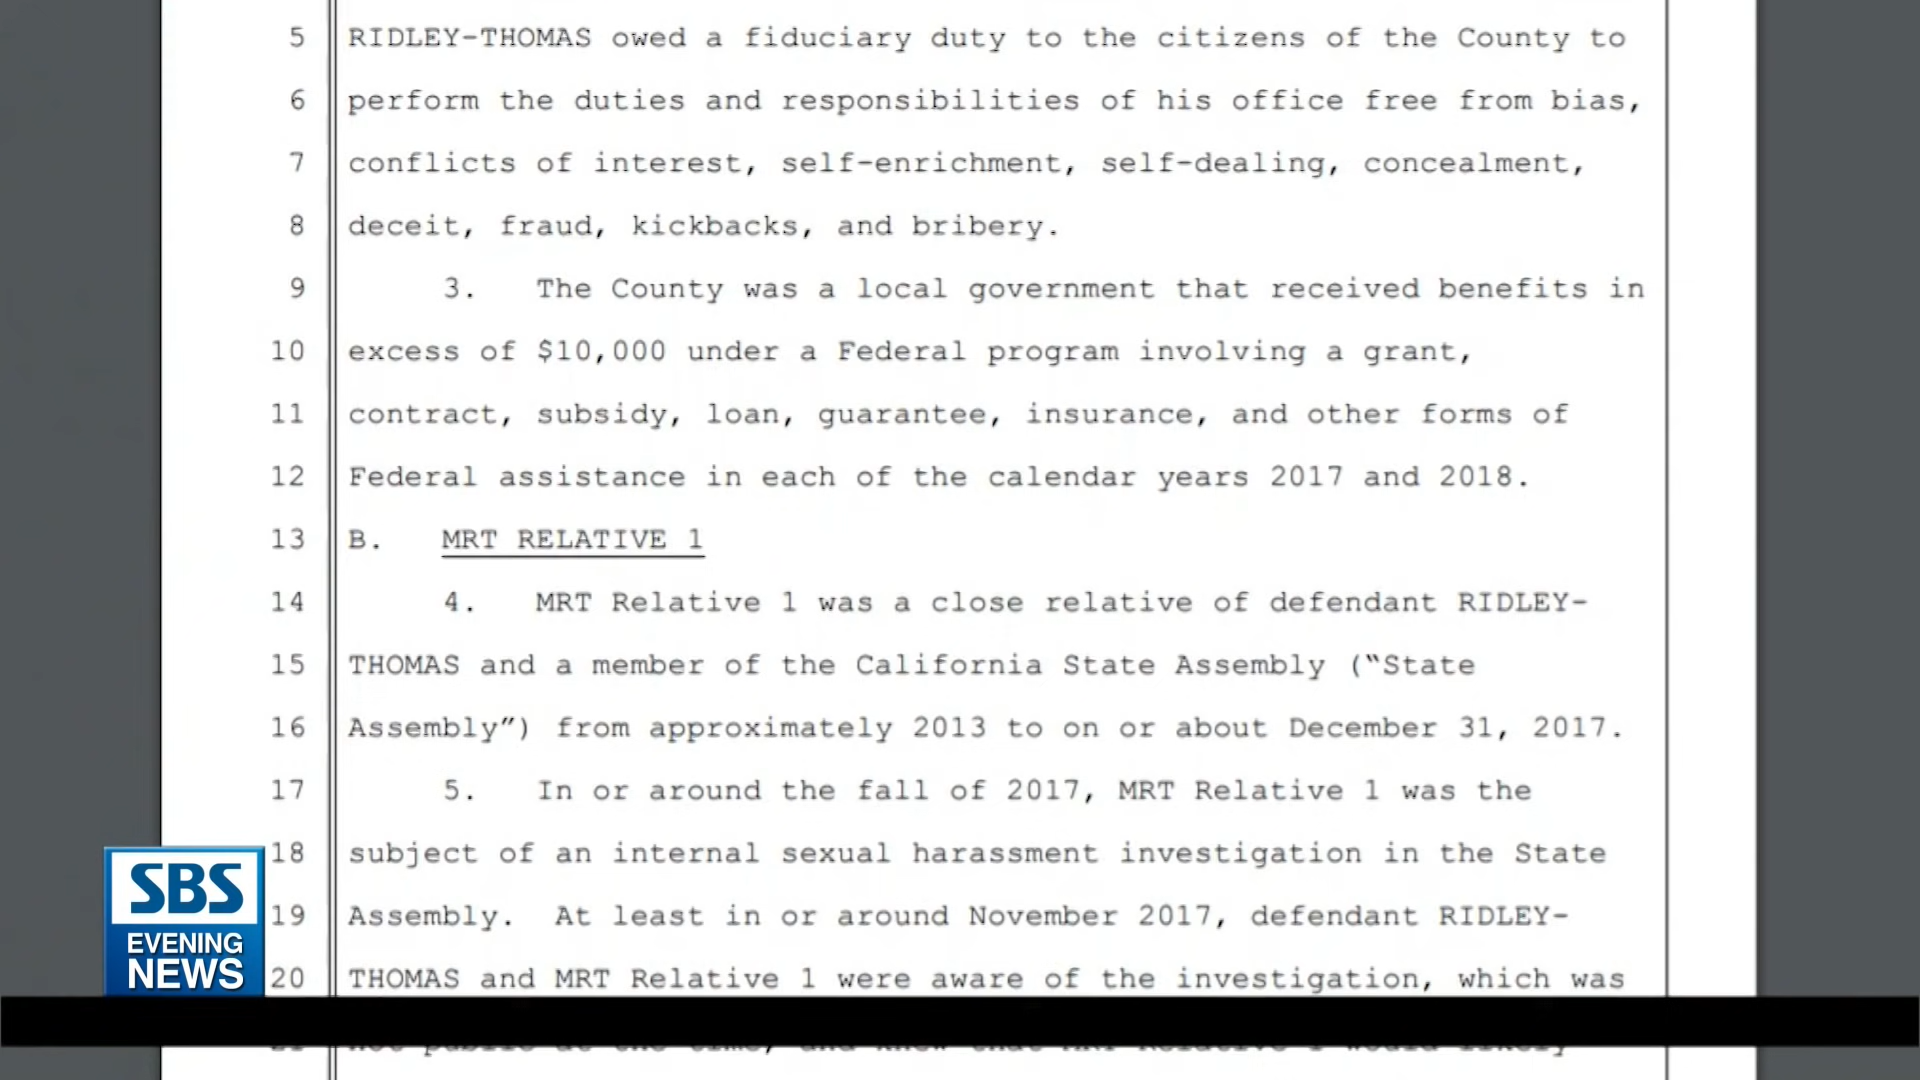 5 RIDLEY-THOMAS owed a fiduciary duty to the citizens of the County to
6 perform the duties and responsibilities of his office free from bias,
7 conflicts of interest, self-enrichment, self-dealing, concealment,
8 deceit, fraud, kickbacks, and bribery.
9 3. The County was a local government that received benefits in
10 excess of $10,000 under a Federal program involving a grant,
11 contract, subsidy, loan, guarantee, insurance, and other forms of
12 Federal assistance in each of the calendar years 2017 and 2018.
13 B. MRT RELATIVE 1
14 4. MRT Relative 1 was a close relative of defendant RIDLEY-
15 THOMAS and a member of the California State Assembly (“State
16 Assembly”) from approximately 2013 to on or about December 31, 2017.
17 5. In or around the fall of 2017, MRT Relative 1 was the
18 subject of an internal sexual harassment investigation in the State
19 Assembly. At least in or around November 2017, defendant RIDLEY-
20 THOMAS and MRT Relative 1 were aware of the investigation, which was
SBS
EVENING
NEWS